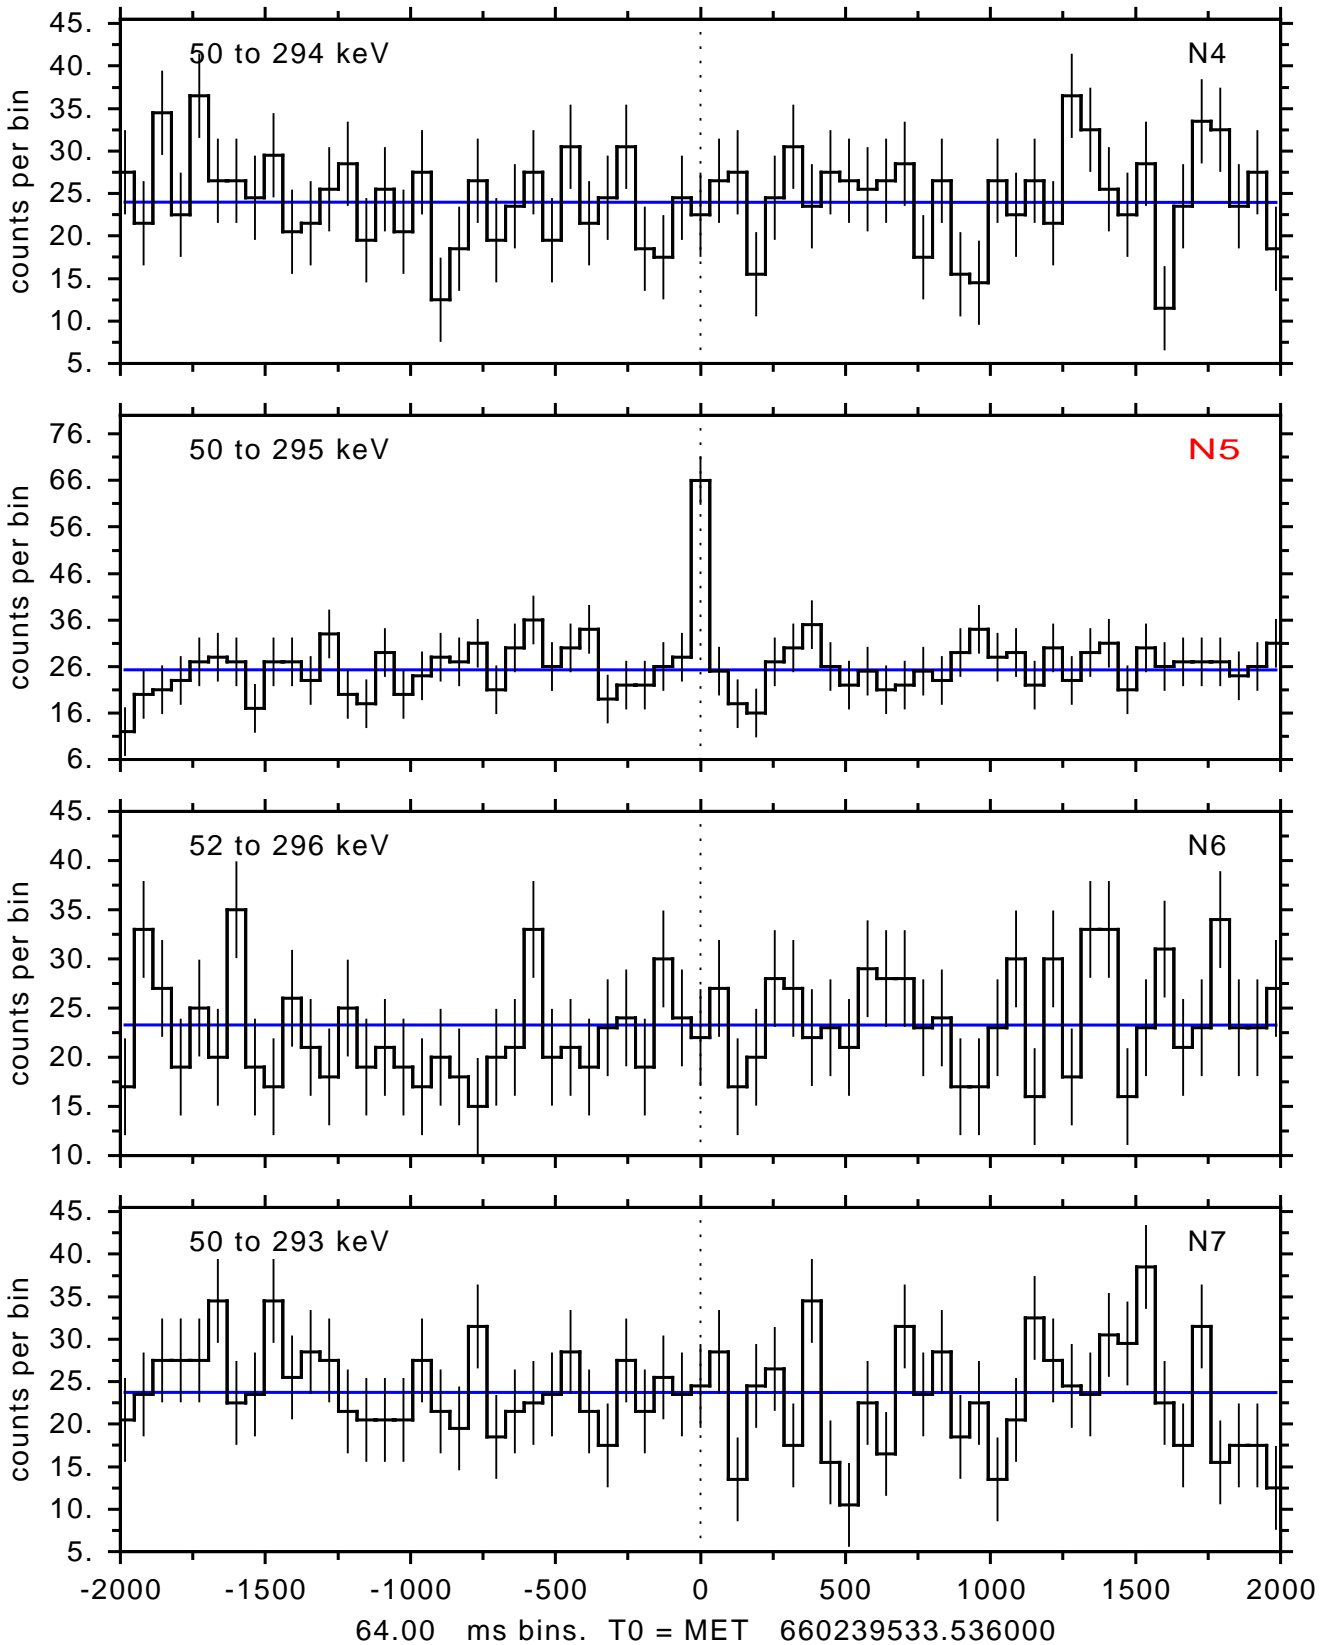 45.
40.
35.
30.
25.
20.
15.
10.
5.
counts per bin
50 to 294 keV
N4
76.
66.
56.
46.
36.
26.
16.
6.
counts per bin
50 to 295 keV
N5
45.
40.
35.
30.
25.
20.
15.
10.
counts per bin
52 to 296 keV
N6
45.
40.
35.
30.
25.
20.
15.
10.
5.
counts per bin
50 to 293 keV
N7
-2000 -1500 -1000 -500 0 500 1000 1500 2000
64.00 ms bins. T0 = MET 660239533.536000